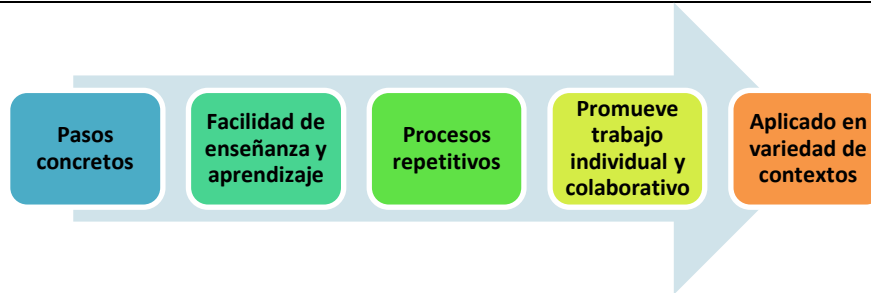 Pasos
concretos
Facilidad de
enseñanza y
aprendizaje
Procesos
repetitivos
Promueve
trabajo
individual y
colaborativo
Aplicado en
variedad de
contextos